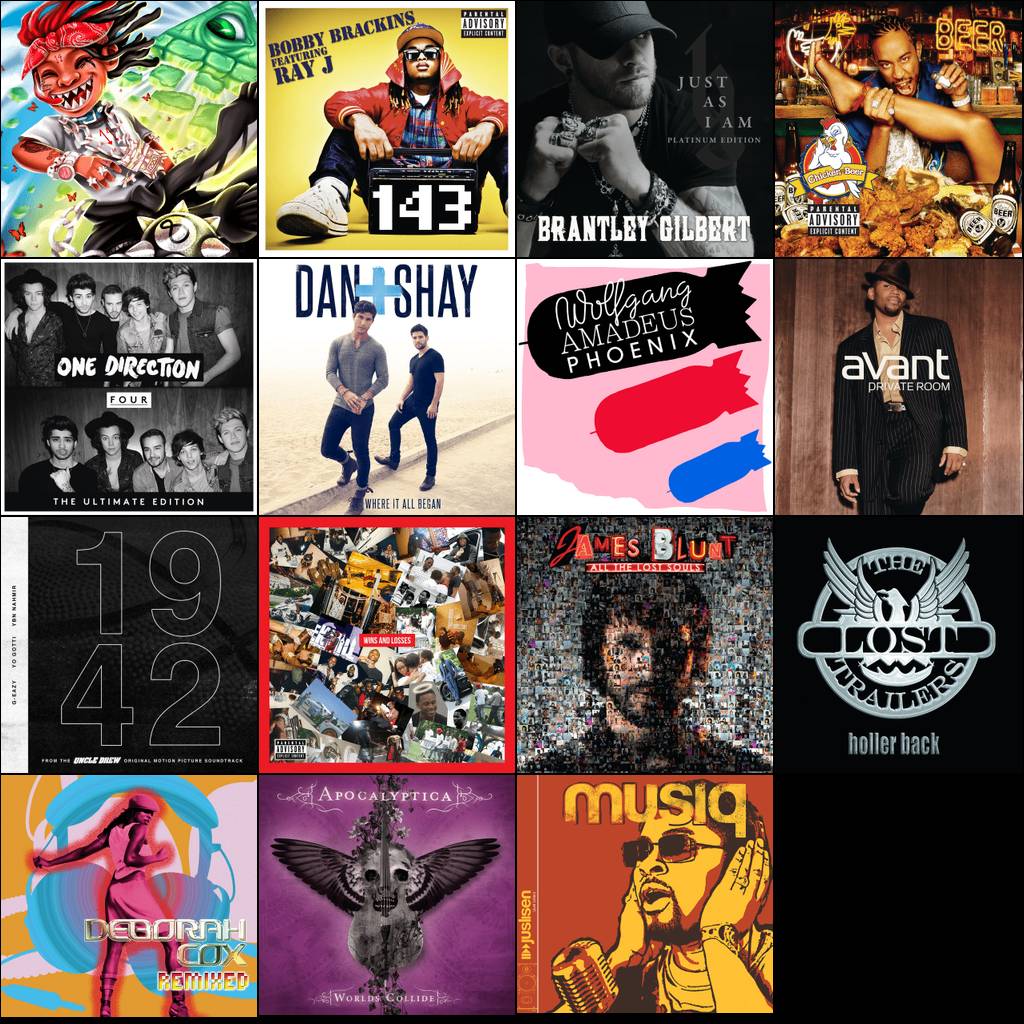 BOBBY BRACKINS
FEATURING
RAY J
PARENTAL
ADVISORY
EXPLICIT CONTENT
143
JUST
AS
I AM
PLATINUM EDITION
BRANTLEY GILBERT
BEER
Chicken*Beer
PARENTAL
ADVISORY
EXPLICIT CONTENT
BEER
BEER
ONE DIRECTION
FOUR
THE ULTIMATE EDITION
DAN+SHAY
WHERE IT ALL BEGAN
Wolfgang
AMADEUS
PHOENIX
avant
PRIVATE ROOM
G-EAZY YO GOTTI YBN NAHMIR
19
42
FROM THE UNCLE DREW ORIGINAL MOTION PICTURE SOUNDTRACK
WINS AND LOSSES
PARENTAL
ADVISORY
EXPLICIT CONTENT
JAMES BLUNT
ALL THE LOST SOULS
THE
LOST
TRAILERS
holler back
DEBORAH
COX
REMIXED
APOCALYPTICA
WORLDS COLLIDE
musiq
juslisen